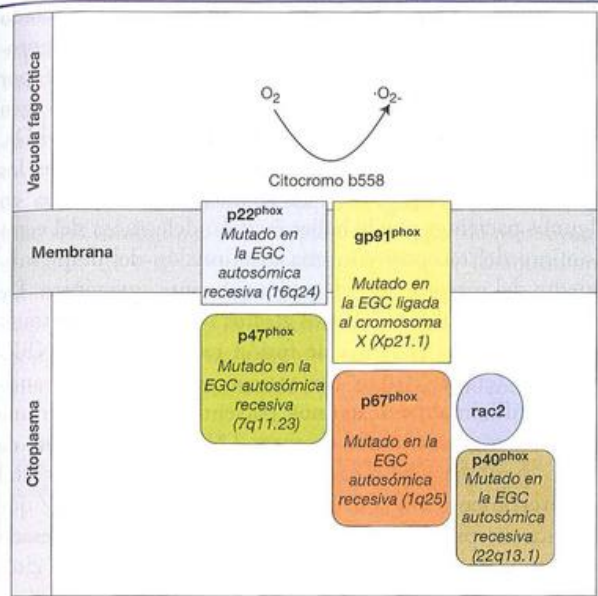 Vacuola fagocítica
O2
·O2-
Citocromo b558
Membrana
p22phox
Mutado en
la EGC
autosómica
recesiva (16q24)
gp91phox
Mutado en
la EGC ligada
al cromosoma
X (Xp21.1)
Citoplasma
p47phox
Mutado en la
EGC autosómica
recesiva
(7q11.23)
p67phox
Mutado en la
EGC
autosómica
recesiva (1q25)
rac2
p40phox
Mutado en
la EGC
autosómica
recesiva
(22q13.1)